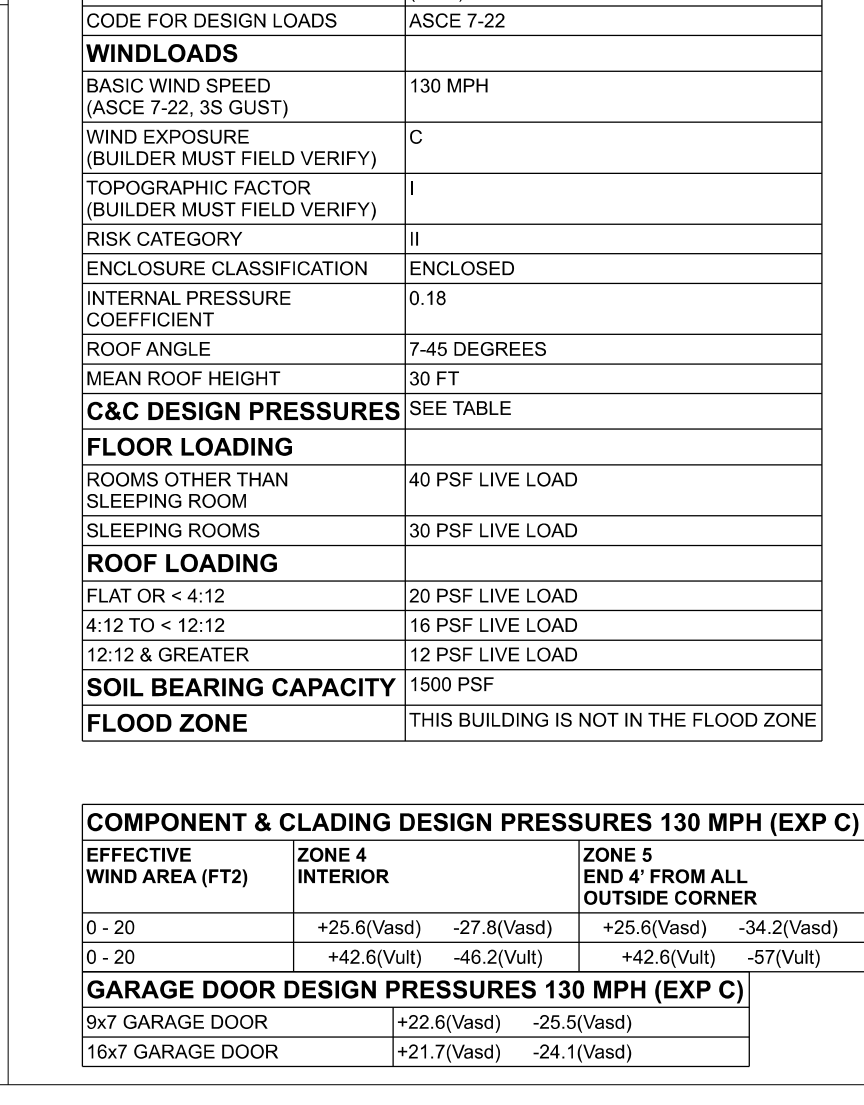 CODE FOR DESIGN LOADS ASCE 7-22
WINDLOADS
BASIC WIND SPEED 130 MPH
(ASCE 7-22, 3S GUST)
WIND EXPOSURE C
(BUILDER MUST FIELD VERIFY)
TOPOGRAPHIC FACTOR I
(BUILDER MUST FIELD VERIFY)
RISK CATEGORY II
ENCLOSURE CLASSIFICATION ENCLOSED
INTERNAL PRESSURE 0.18
COEFFICIENT
ROOF ANGLE 7-45 DEGREES
MEAN ROOF HEIGHT 30 FT
C&C DESIGN PRESSURES SEE TABLE
FLOOR LOADING
ROOMS OTHER THAN 40 PSF LIVE LOAD
SLEEPING ROOM
SLEEPING ROOMS 30 PSF LIVE LOAD
ROOF LOADING
FLAT OR < 4:12 20 PSF LIVE LOAD
4:12 TO < 12:12 16 PSF LIVE LOAD
12:12 & GREATER 12 PSF LIVE LOAD
SOIL BEARING CAPACITY 1500 PSF
FLOOD ZONE THIS BUILDING IS NOT IN THE FLOOD ZONE
COMPONENT & CLADING DESIGN PRESSURES 130 MPH (EXP C)
EFFECTIVE ZONE 4 ZONE 5
WIND AREA (FT2) INTERIOR END 4' FROM ALL
OUTSIDE CORNER
0 - 20 +25.6(Vasd) -27.8(Vasd) +25.6(Vasd) -34.2(Vasd)
0 - 20 +42.6(Vult) -46.2(Vult) +42.6(Vult) -57(Vult)
GARAGE DOOR DESIGN PRESSURES 130 MPH (EXP C)
9x7 GARAGE DOOR +22.6(Vasd) -25.5(Vasd)
16x7 GARAGE DOOR +21.7(Vasd) -24.1(Vasd)